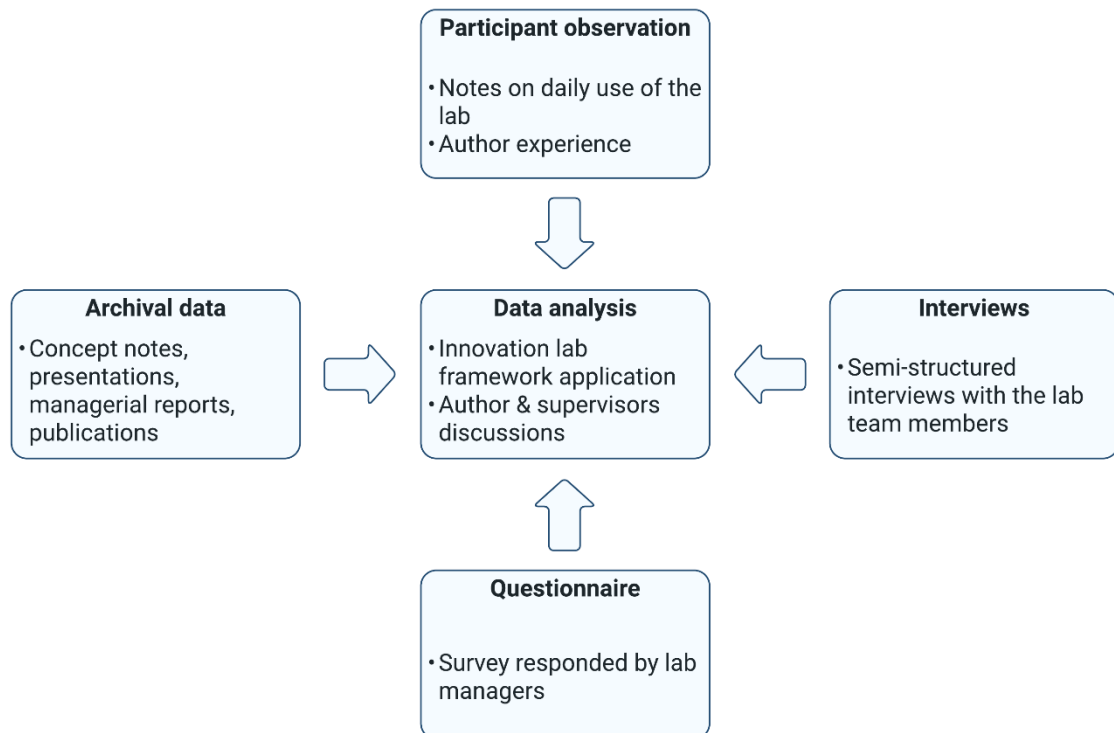 Participant observation
• Notes on daily use of the
lab
• Author experience
Archival data
• Concept notes,
presentations,
managerial reports,
publications
Data analysis
• Innovation lab
framework application
• Author & supervisors
discussions
Interviews
• Semi-structured
interviews with the lab
team members
Questionnaire
• Survey responded by lab
managers